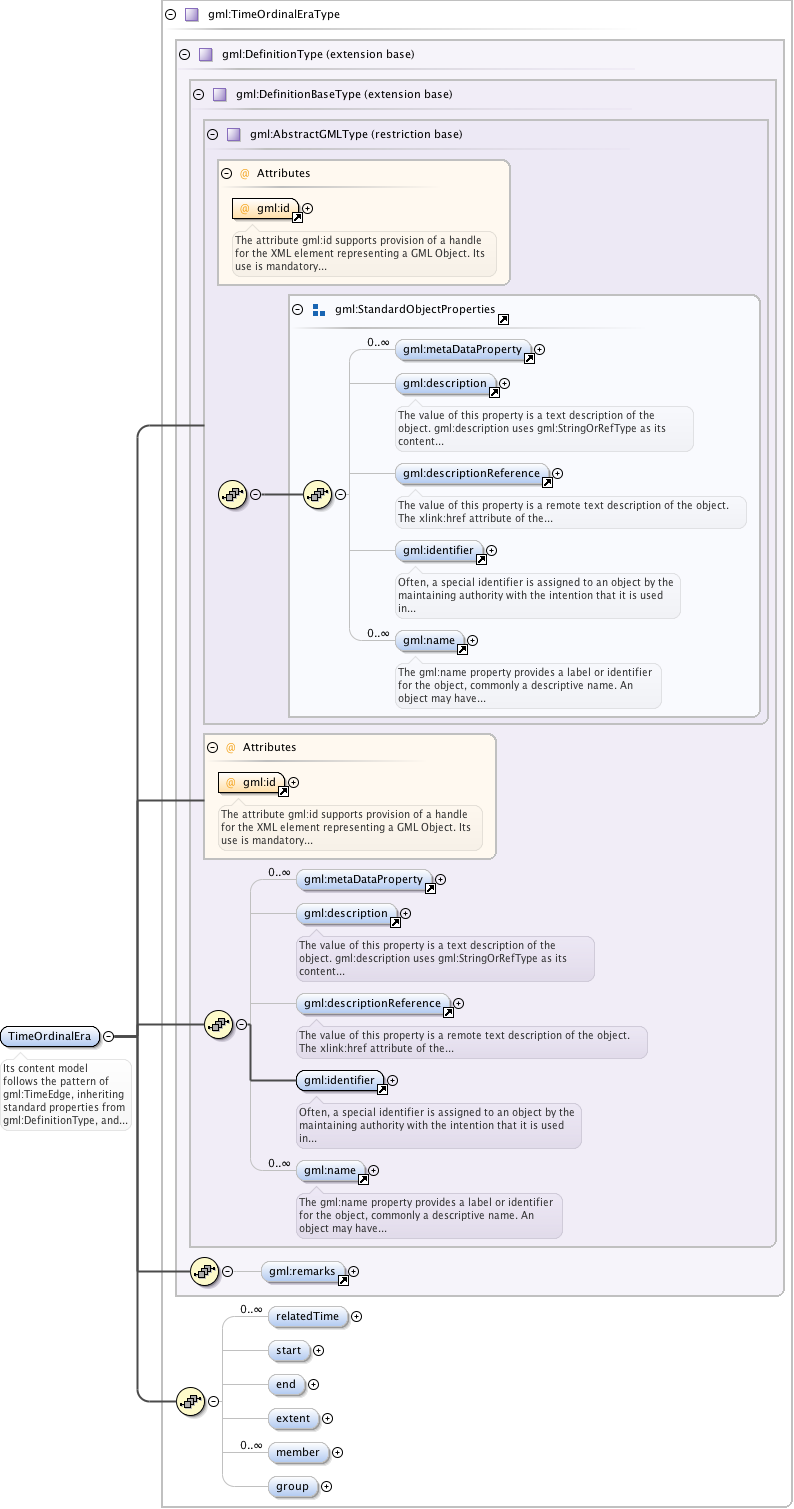 gml:TimeOrdinalEraType
gml:DefinitionType (extension base)
gml:DefinitionBaseType (extension base)
gml:AbstractGMLType (restriction base)
@ Attributes
@ gml:id
The attribute gml:id supports provision of a handle
for the XML element representing a GML Object. Its
use is mandatory...
gml:StandardObjectProperties
0..∞
gml:metaDataProperty
gml:description
The value of this property is a text description of the
object. gml:description uses gml:StringOrRefType as its
content...
gml:descriptionReference
The value of this property is a remote text description of the object.
The xlink:href attribute of the...
gml:identifier
Often, a special identifier is assigned to an object by the
maintaining authority with the intention that it is used
in...
0..∞
gml:name
The gml:name property provides a label or identifier
for the object, commonly a descriptive name. An
object may have...
@ Attributes
@ gml:id
The attribute gml:id supports provision of a handle
for the XML element representing a GML Object. Its
use is mandatory...
0..∞
gml:metaDataProperty
gml:description
The value of this property is a text description of the
object. gml:description uses gml:StringOrRefType as its
content...
gml:descriptionReference
The value of this property is a remote text description of the object.
The xlink:href attribute of the...
gml:identifier
Often, a special identifier is assigned to an object by the
maintaining authority with the intention that it is used
in...
0..∞
gml:name
The gml:name property provides a label or identifier
for the object, commonly a descriptive name. An
object may have...
TimeOrdinalEra
Its content model
follows the pattern of
gml:TimeEdge, inheriting
standard properties from
gml:DefinitionType, and...
gml:remarks
0..∞
relatedTime
start
end
extent
0..∞
member
group